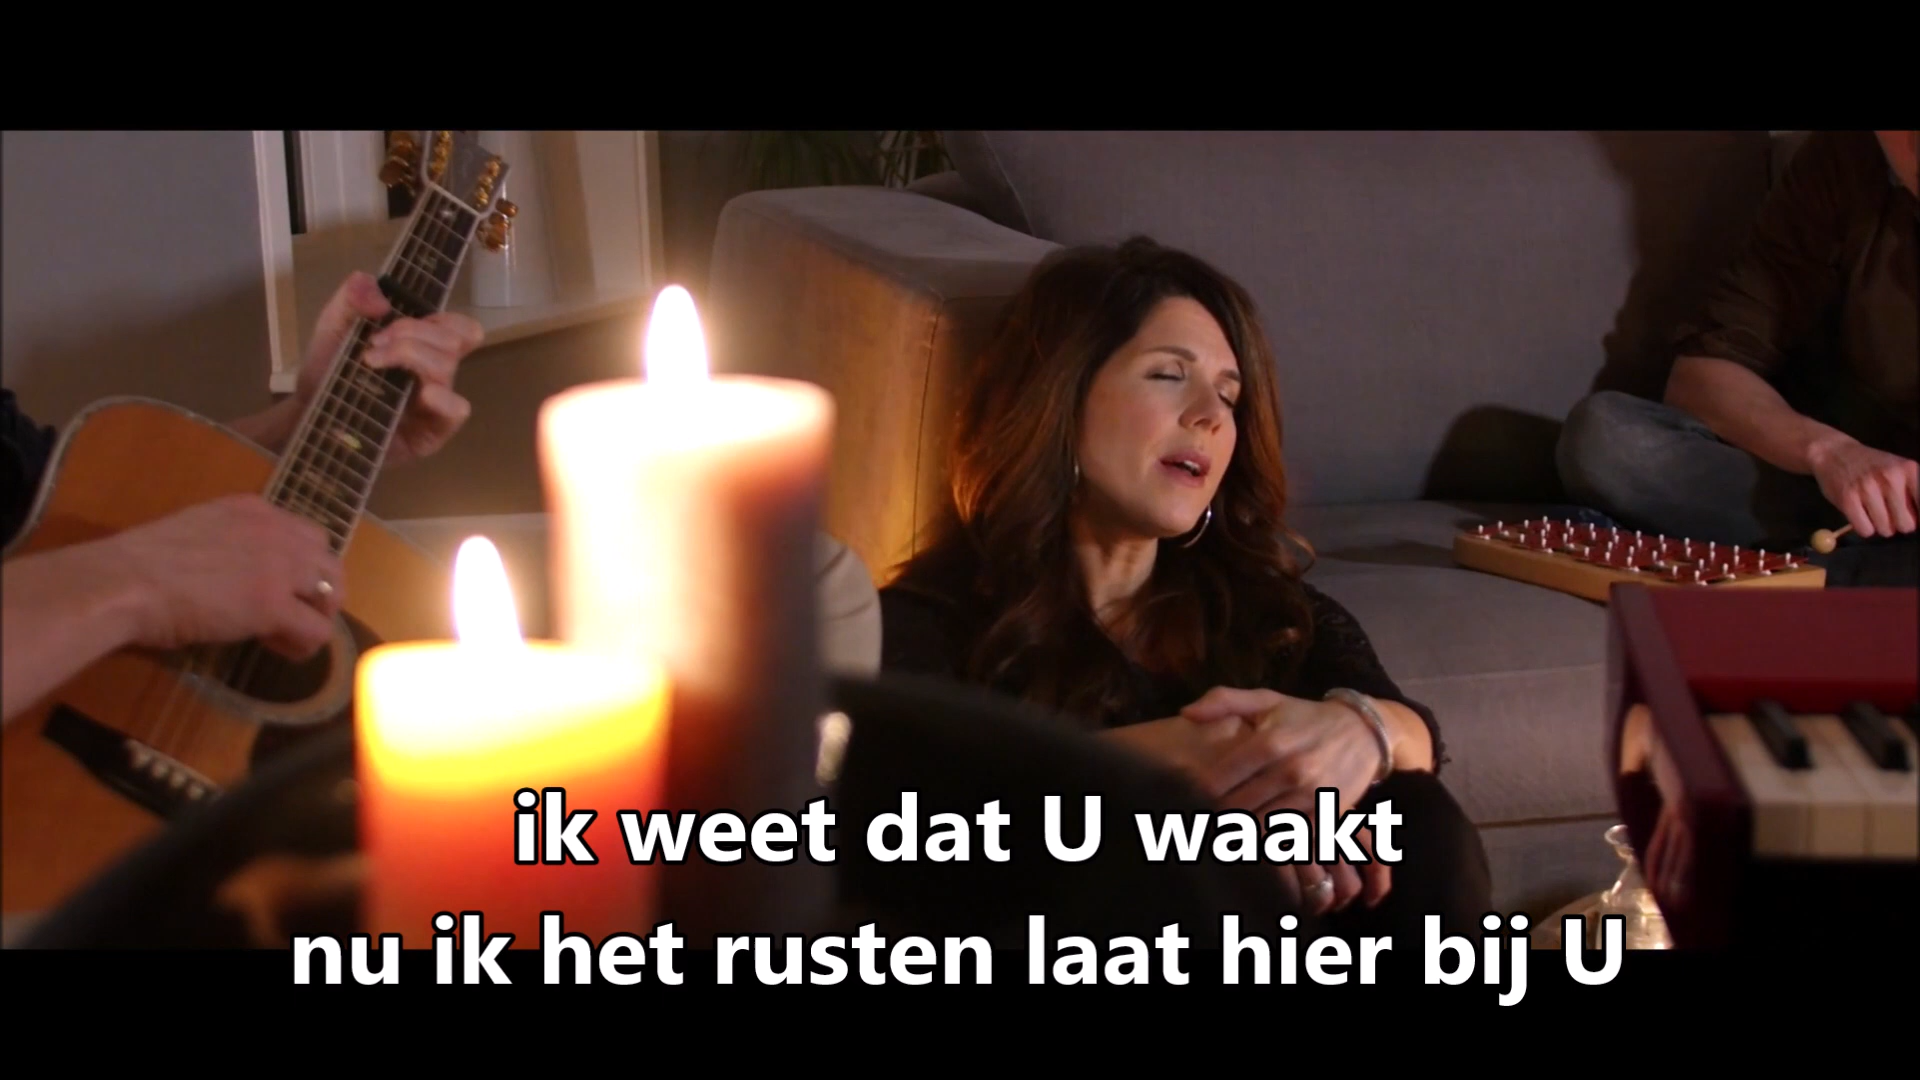 ik weet dat U waakt
nu ik het rusten laat hier bij U